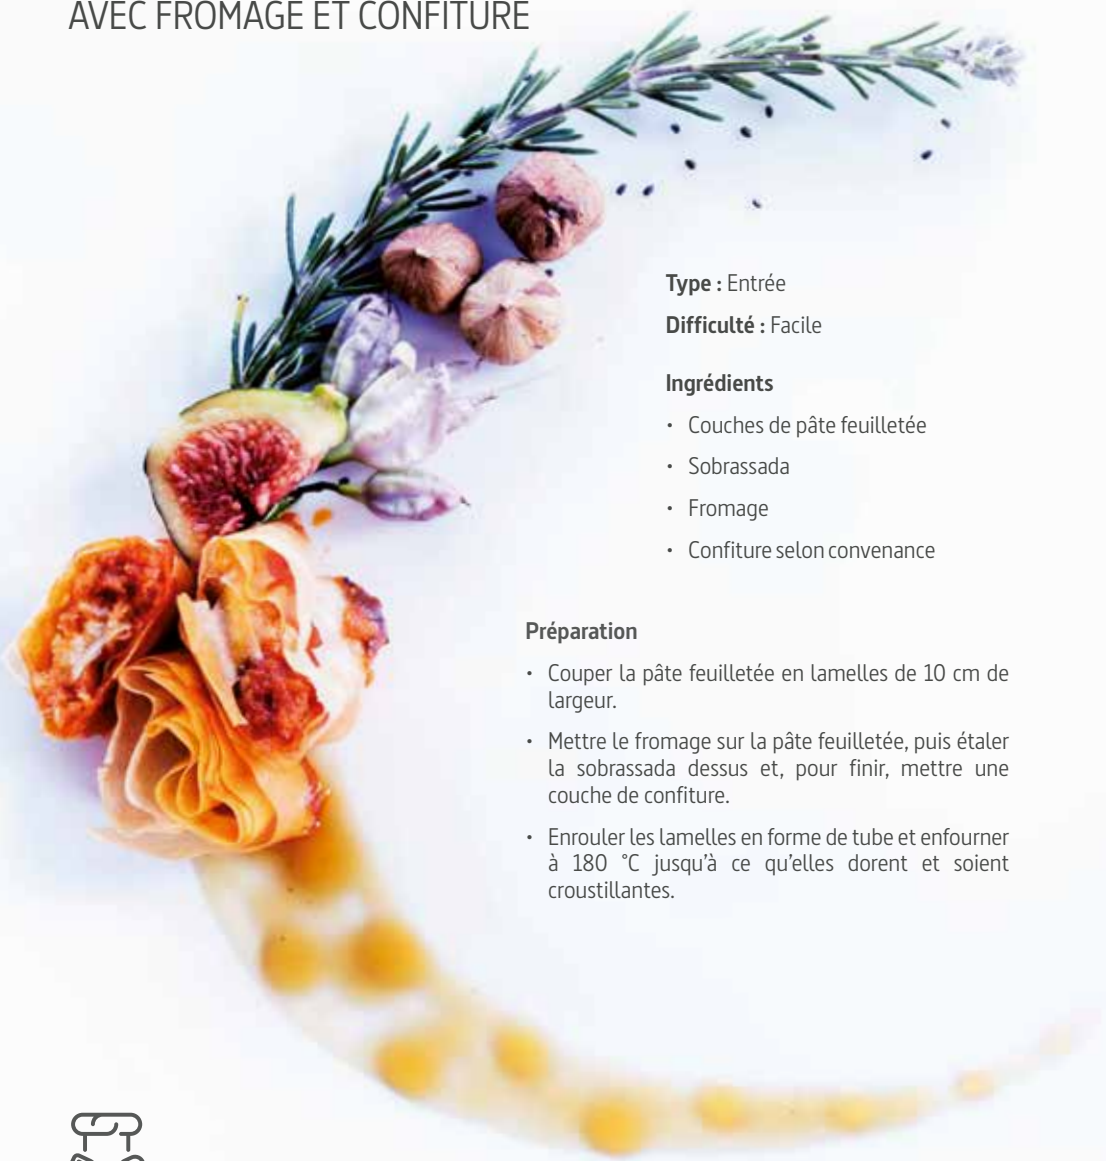 AVEC FROMAGE ET CONFITURE
Type : Entrée
Difficulté : Facile
Ingrédients
• Couches de pâte feuilletée
• Sobrassada
• Fromage
• Confiture selon convenance
Préparation
• Couper la pâte feuilletée en lamelles de 10 cm de
largeur.
• Mettre le fromage sur la pâte feuilletée, puis étaler
la sobrassada dessus et, pour finir, mettre une
couche de confiture.
• Enrouler les lamelles en forme de tube et enfourner
à 180 °C jusqu’à ce qu’elles dorent et soient
croustillantes.